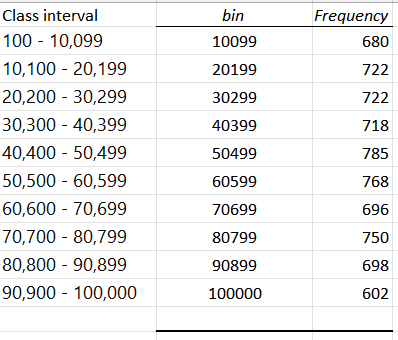 Class interval bin Frequency
100 - 10,099 10099 680
10,100 - 20,199 20199 722
20,200 - 30,299 30299 722
30,300 - 40,399 40399 718
40,400 - 50,499 50499 785
50,500 - 60,599 60599 768
60,600 - 70,699 70699 696
70,700 - 80,799 80799 750
80,800 - 90,899 90899 698
90,900 - 100,000 100000 602